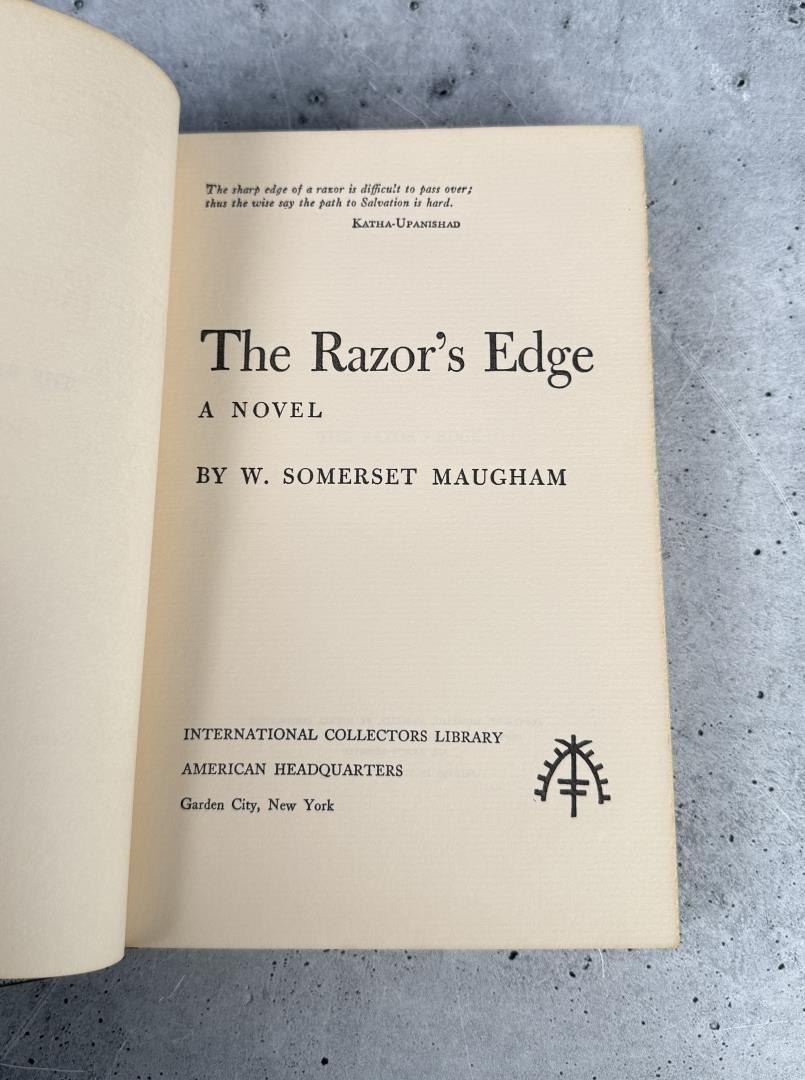 The sharp edge of a razor is difficult to pass over;
thus the wise say the path to Salvation is hard.
Katha-Upanishad
The Razor's Edge
A NOVEL
BY W. SOMERSET MAUGHAM
INTERNATIONAL COLLECTORS LIBRARY
AMERICAN HEADQUARTERS
Garden City, New York